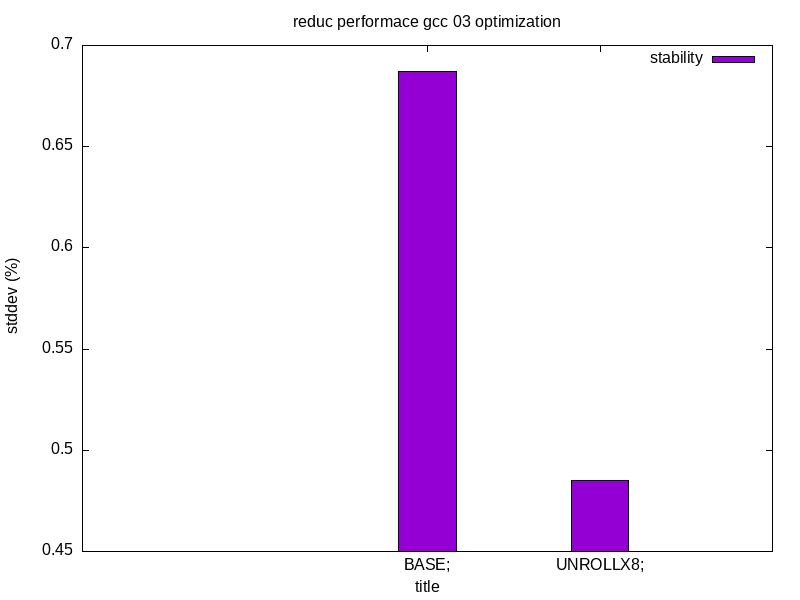 reduc performace gcc 03 optimization
stability
0.7
0.65
0.6
0.55
0.5
0.45
stddev (%)
BASE; UNROLLX8;
title